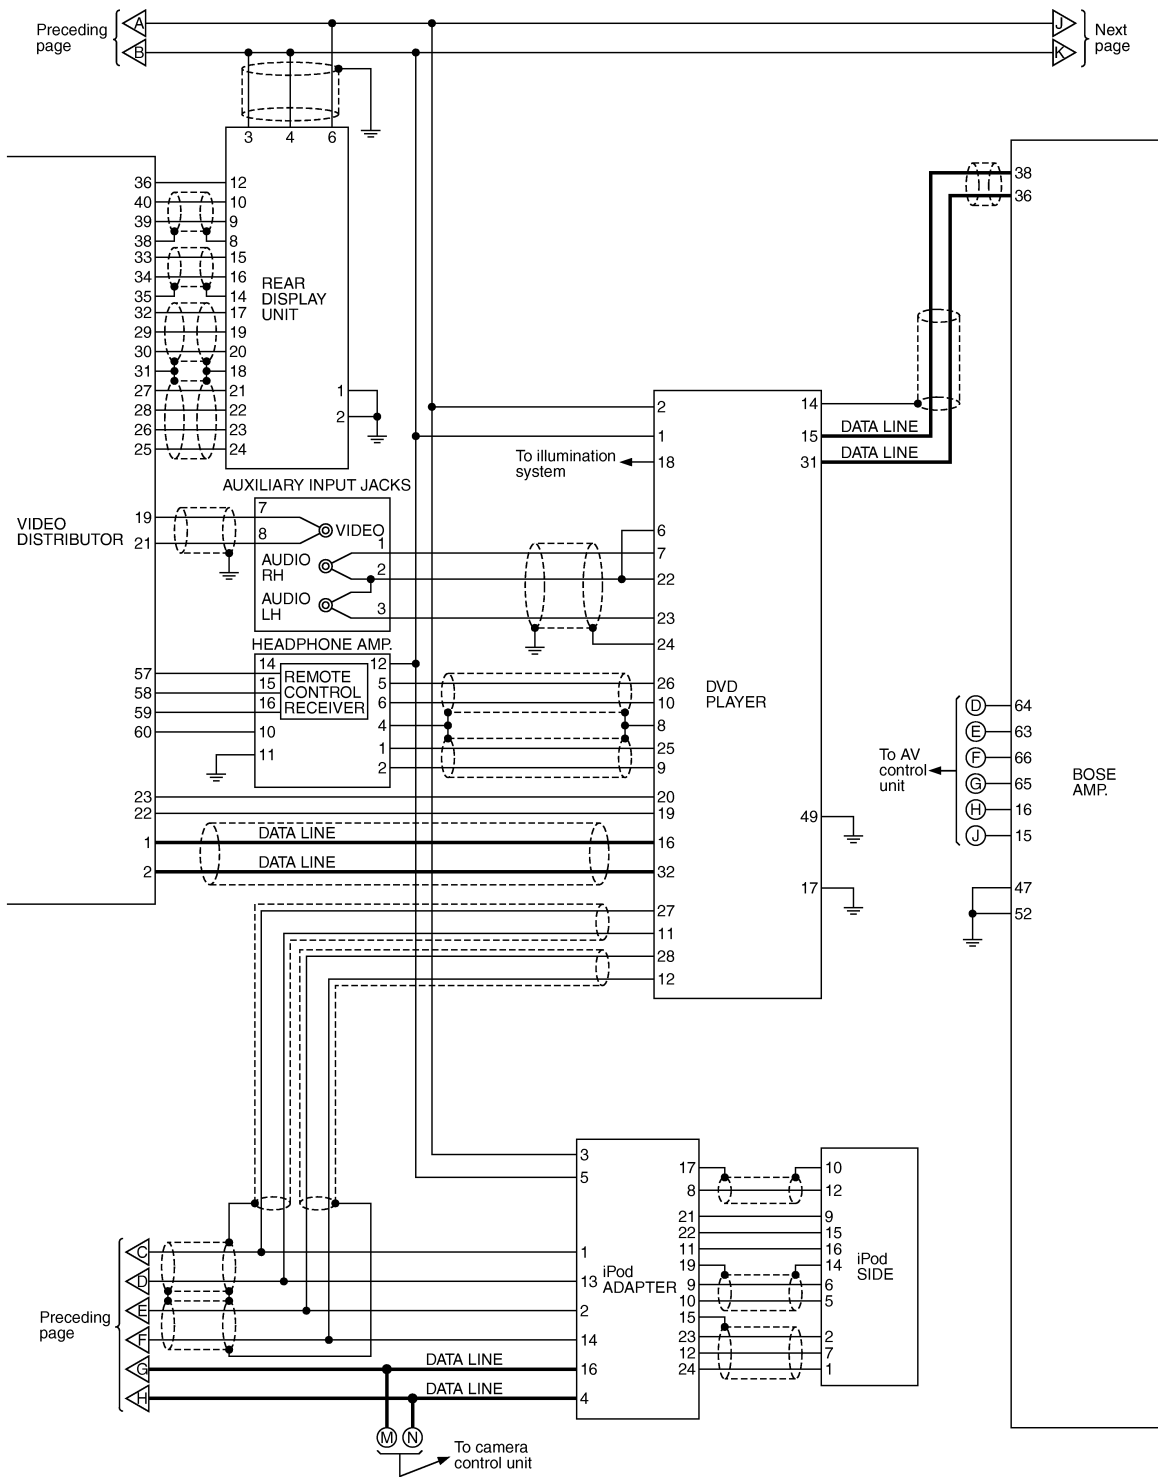 Preceding
page
A
B
J
K
Next
page
3 4 6
36 12
40 10
39 9
38 8
33 15
34 16
35 14
32 17
29 19
30 20
31 18
27 21
28 22
26 23
25 24
REAR
DISPLAY
UNIT
1
2
38
36
2
1
18
To illumination
system
14
15 DATA LINE
31 DATA LINE
AUXILIARY INPUT JACKS
VIDEO
DISTRIBUTOR
19 7
21 8
VIDEO
1
AUDIO
RH
2
AUDIO
LH
3
6
7
22
23
24
HEADPHONE AMP.
57 14
58 15
59 16
60 10
11
REMOTE
CONTROL
RECEIVER
12
5 26
6 10
4 8
1 25
2 9
DVD
PLAYER
23 20
22 19
1 DATA LINE 16
2 DATA LINE 32
49
17
27
11
28
12
D 64
E 63
F 66
G 65
H 16
J 15
To AV
control
unit
BOSE
AMP.
47
52
3
5
17 10
8 12
21 9
22 15
11 16
19 14
9 6
10 5
15
23 2
12 7
24 1
iPod
ADAPTER
iPod
SIDE
Preceding
page
C 1
D 13
E 2
F 14
G DATA LINE 16
H DATA LINE 4
M N
To camera
control unit